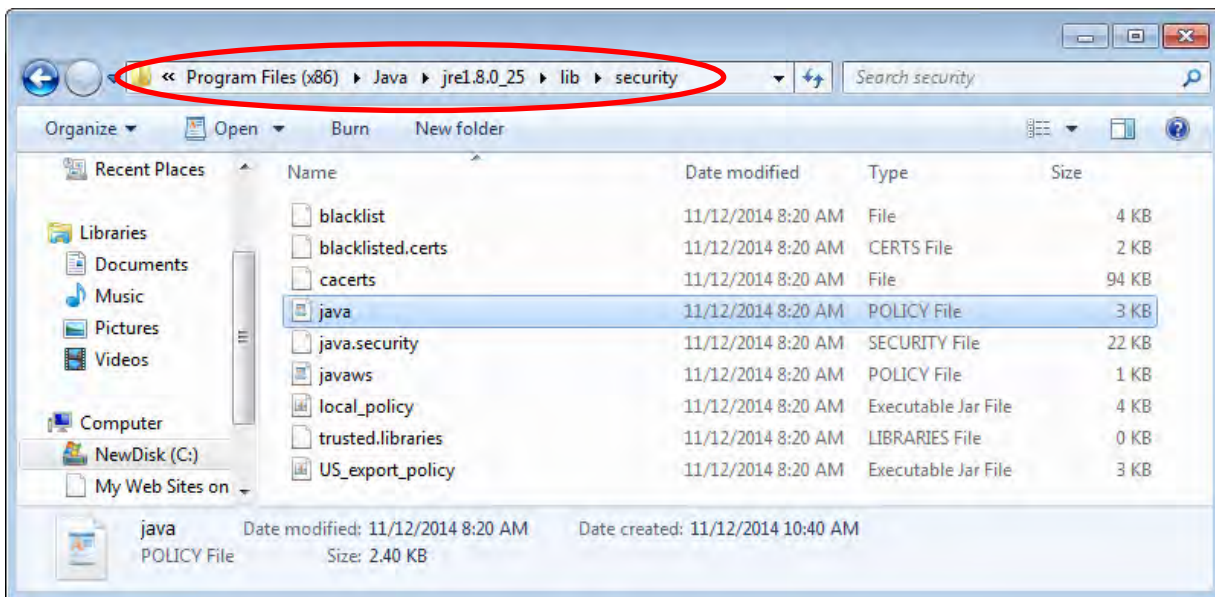 « Program Files (x86) ▸ Java ▸ jre1.8.0_25 ▸ lib ▸ security Search security
Organize Open Burn New folder
Recent Places
Libraries
Documents
Music
Pictures
Videos
Computer
NewDisk (C:)
My Web Sites on
Name Date modified Type Size
blacklist 11/12/2014 8:20 AM File 4 KB
blacklisted.certs 11/12/2014 8:20 AM CERTS File 2 KB
cacerts 11/12/2014 8:20 AM File 94 KB
java 11/12/2014 8:20 AM POLICY File 3 KB
java.security 11/12/2014 8:20 AM SECURITY File 22 KB
javaws 11/12/2014 8:20 AM POLICY File 1 KB
local_policy 11/12/2014 8:20 AM Executable Jar File 4 KB
trusted.libraries 11/12/2014 8:20 AM LIBRARIES File 0 KB
US_export_policy 11/12/2014 8:20 AM Executable Jar File 3 KB
java Date modified: 11/12/2014 8:20 AM Date created: 11/12/2014 10:40 AM
POLICY File Size: 2.40 KB